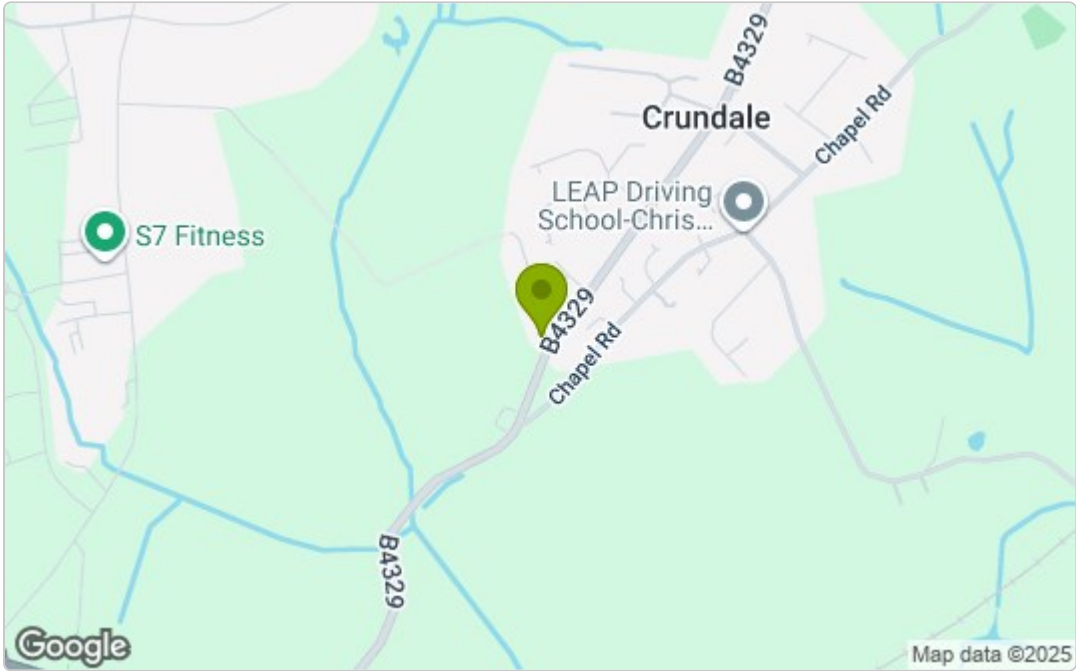 B4329
Crundale
Chapel Rd
LEAP Driving
School-Chris...
S7 Fitness
B4329
Chapel Rd
B4329
Google
Map data ©2025